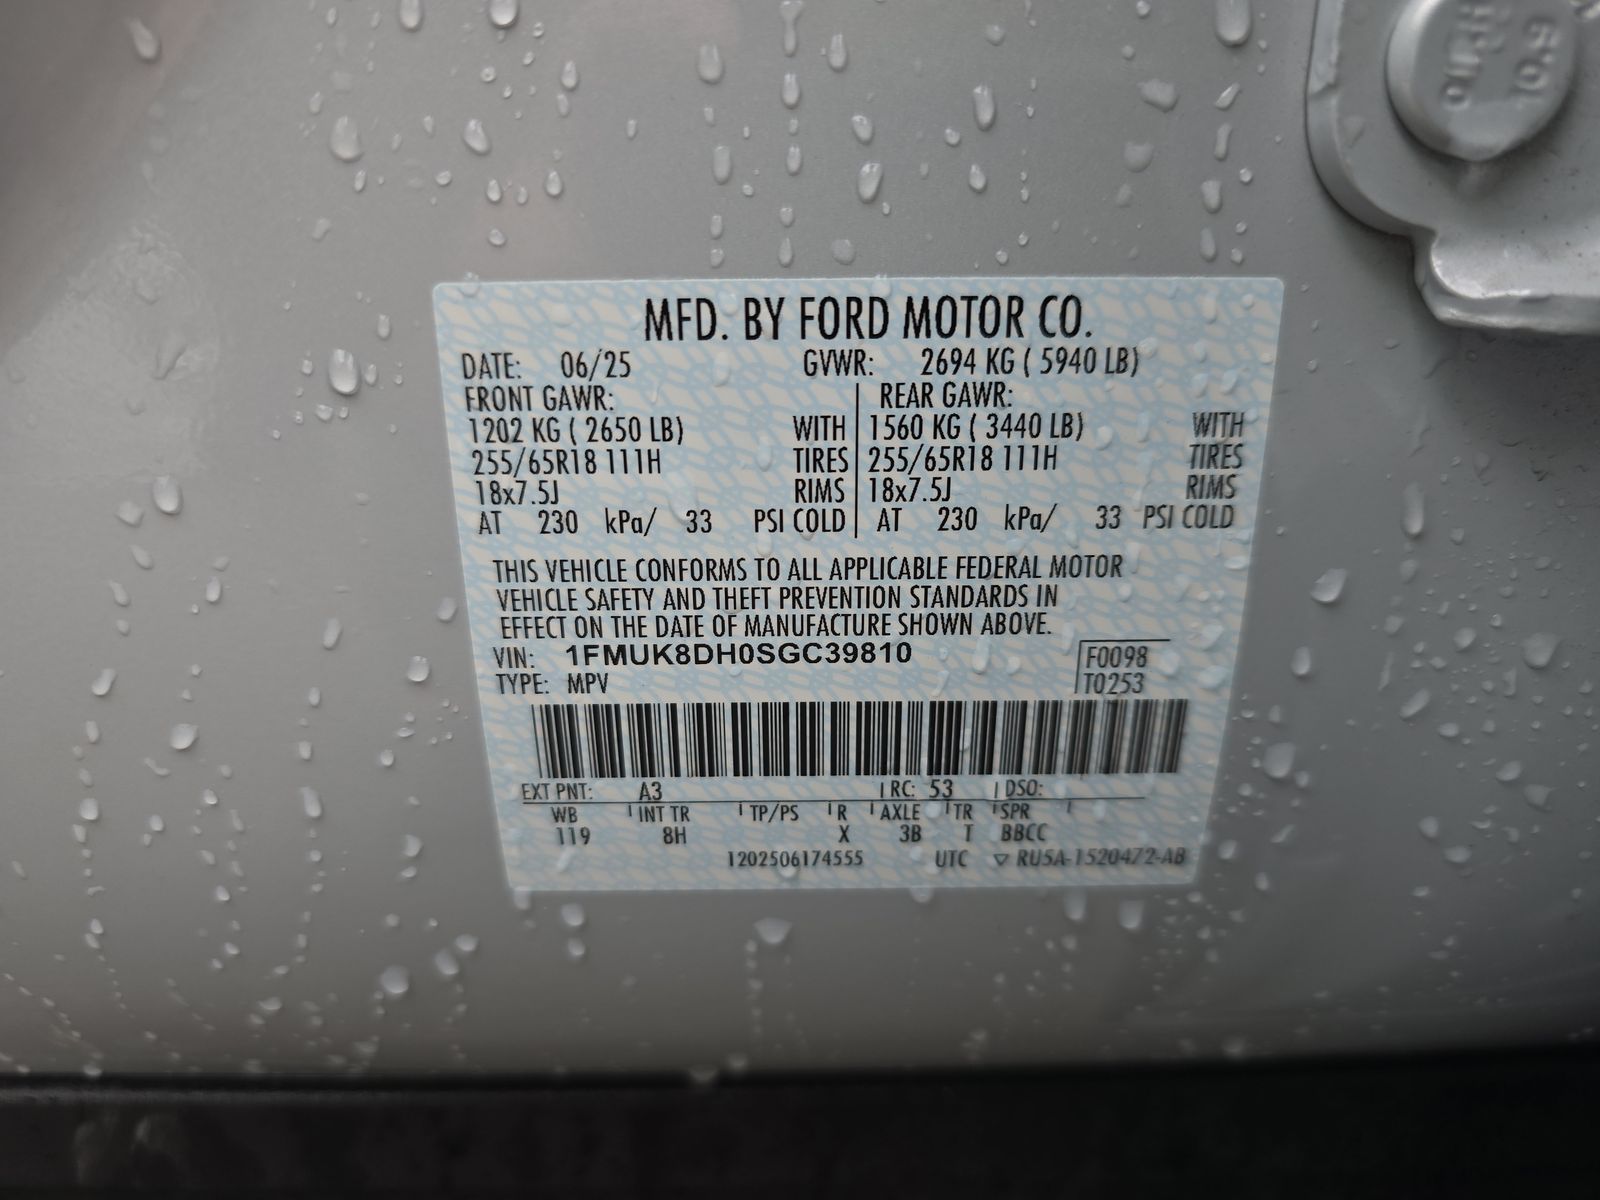 MFD. BY FORD MOTOR CO.
DATE: 06/25 GVWR: 2694 KG ( 5940 LB)
FRONT GAWR: REAR GAWR:
1202 KG ( 2650 LB) WITH 1560 KG ( 3440 LB) WITH
255/65R18 111H TIRES 255/65R18 111H TIRES
18x7.5J RIMS 18x7.5J RIMS
AT 230 kPa/ 33 PSI COLD AT 230 kPa/ 33 PSI COLD
THIS VEHICLE CONFORMS TO ALL APPLICABLE FEDERAL MOTOR
VEHICLE SAFETY AND THEFT PREVENTION STANDARDS IN
EFFECT ON THE DATE OF MANUFACTURE SHOWN ABOVE.
VIN: 1FMUK8DH0SGC39810 F0098
TYPE: MPV T0253
EXT PNT: A3 RC: 53 DSO:
WB INT TR TP/PS R AXLE TR SPR
119 8H X 3B T BBCC
1202506174555 UTC ▽ RU5A-1520472-AB